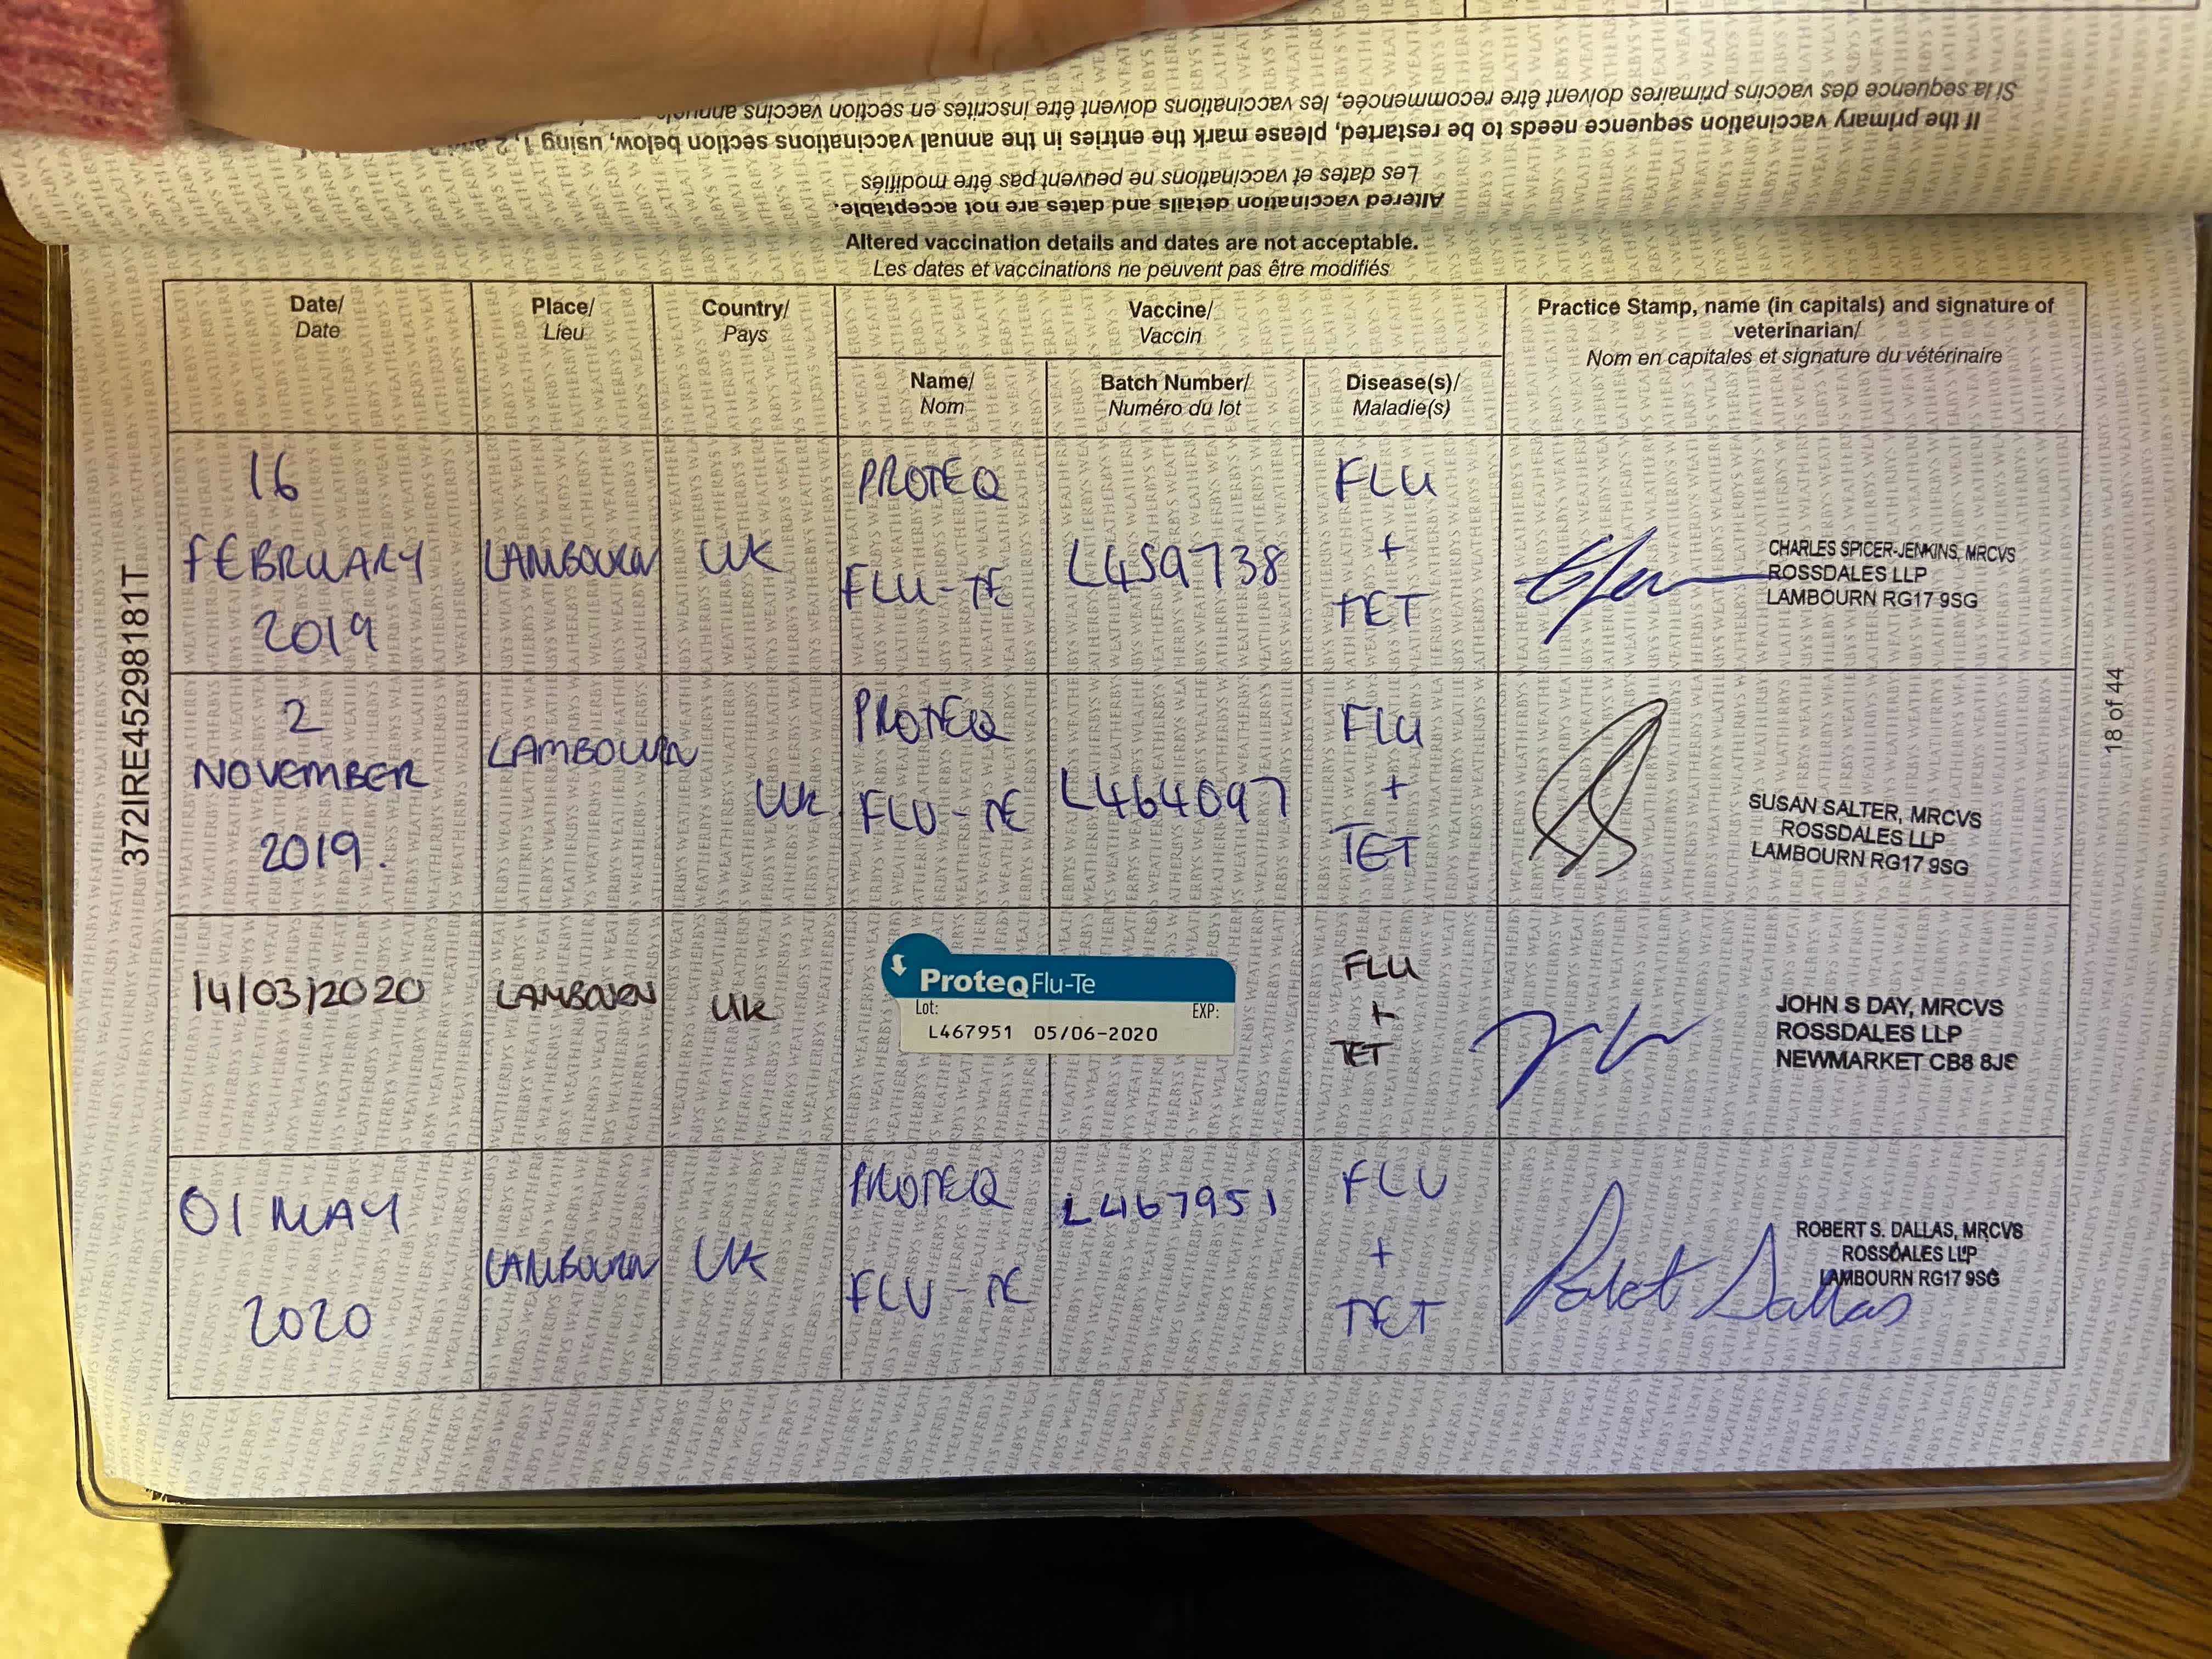 Si la sequence des vaccins primaires doivent être recommencée, les vaccinations doivent être inscrites en section vaccins
If the primary vaccination sequence needs to be restarted, please mark the entries in the annual vaccinations section below, using 1, 2
Les dates et vaccinations ne peuvent pas être modifiés
Altered vaccination details and dates are not acceptable.
Altered vaccination details and dates are not acceptable.
Les dates et vaccinations ne peuvent pas être modifiés
Date/
Date
Place/
Lieu
Country/
Pays
Vaccine/
Vaccin
Name/
Nom
Batch Number/
Numéro du lot
Disease(s)/
Maladie(s)
Practice Stamp, name (in capitals) and signature of
veterinarian/
Nom en capitales et signature du vétérinaire
16
FEBRUARY
2019
LAMBOURN
UK
PROTEQ
FLU-TE
L459738
FLU
+
TET
CHARLES SPICER-JENKINS, MRCVS
ROSSDALES LLP
LAMBOURN RG17 9SG
2
NOVEMBER
2019.
LAMBOURN
UK
PROTEQ
FLU-TE
L464097
FLU
+
TET
SUSAN SALTER, MRCVS
ROSSDALES LLP
LAMBOURN RG17 9SG
14/03/2020
LAMBOURN
UK
ProteqFlu-Te
Lot: EXP:
L467951 05/06-2020
FLU
+
TET
JOHN S DAY, MRCVS
ROSSDALES LLP
NEWMARKET CB8 8JS
01 MAY
2020
LAMBOURN
UK
PROTEQ
FLU-TE
L467951
FLU
+
TET
Robert Dallas
ROBERT S. DALLAS, MRCVS
ROSSDALES LLP
LAMBOURN RG17 9SG
372IRE45298181T
18 of 44
WEATHERBYS